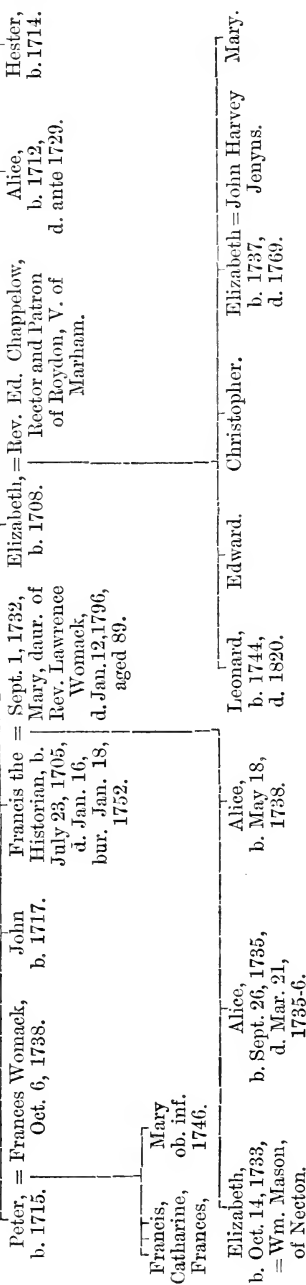 Peter,
b. 1715.
= Frances Womack,
Oct. 6, 1738.
John
b. 1717.
Francis the
Historian, b.
July 23, 1705,
d. Jan. 16,
bur. Jan. 18,
1752.
= Sept. 1, 1732,
Mary, daur. of
Rev. Lawrence
Womack,
d. Jan. 12, 1796,
aged 89.
Elizabeth,
b. 1708.
= Rev. Ed. Chappelow,
Rector and Patron
of Roydon, V. of
Marham.
Alice,
b. 1712,
d. ante 1729.
Hester,
b. 1714.
Francis,
Catharine,
Frances,
Mary
ob. inf.
1746.
Elizabeth,
b. Oct. 14, 1733,
= Wm. Mason,
of Necton.
Alice,
b. Sept. 26, 1735,
d. Mar. 21,
1735-6.
Alice,
b. May 18,
1738.
Leonard,
b. 1744,
d. 1820.
Edward.
Christopher.
Elizabeth = John Harvey
b. 1737, Jenyns.
d. 1769.
Mary.